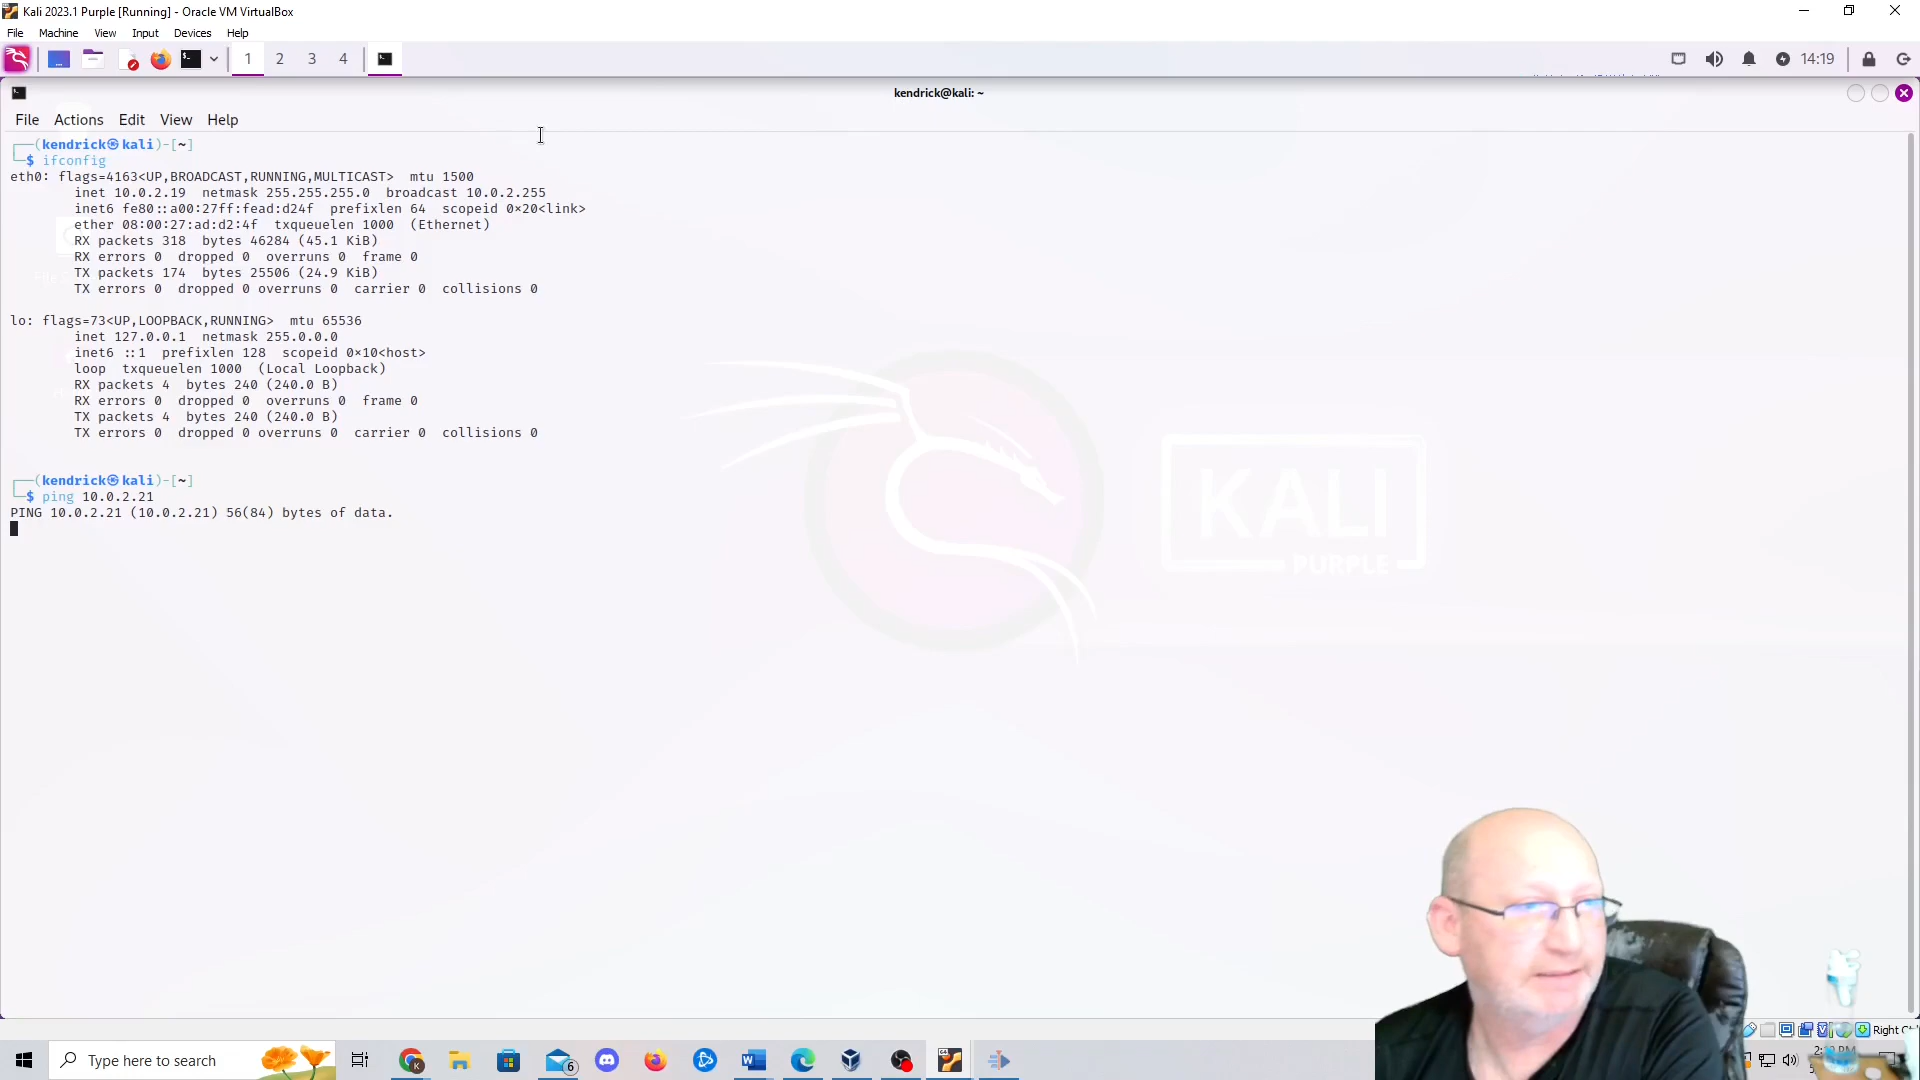 Kali 2023.1 Purple [Running] - Oracle VM VirtualBox
File Machine View Input Devices Help
1 2 3 4
14:19
kendrick@kali: ~
File Actions Edit View Help
┌──(kendrick㉿kali)-[~]
└─$ ifconfig
eth0: flags=4163<UP,BROADCAST,RUNNING,MULTICAST>  mtu 1500
inet 10.0.2.19  netmask 255.255.255.0  broadcast 10.0.2.255
inet6 fe80::a00:27ff:fead:d24f  prefixlen 64  scopeid 0×20<link>
ether 08:00:27:ad:d2:4f  txqueuelen 1000  (Ethernet)
RX packets 318  bytes 46284 (45.1 KiB)
RX errors 0  dropped 0  overruns 0  frame 0
TX packets 174  bytes 25506 (24.9 KiB)
TX errors 0  dropped 0 overruns 0  carrier 0  collisions 0
lo: flags=73<UP,LOOPBACK,RUNNING>  mtu 65536
inet 127.0.0.1  netmask 255.0.0.0
inet6 ::1  prefixlen 128  scopeid 0×10<host>
loop  txqueuelen 1000  (Local Loopback)
RX packets 4  bytes 240 (240.0 B)
RX errors 0  dropped 0  overruns 0  frame 0
TX packets 4  bytes 240 (240.0 B)
TX errors 0  dropped 0 overruns 0  carrier 0  collisions 0
┌──(kendrick㉿kali)-[~]
└─$ ping 10.0.2.21
PING 10.0.2.21 (10.0.2.21) 56(84) bytes of data.
KALI
PURPLE
Right
Type here to search
K
6